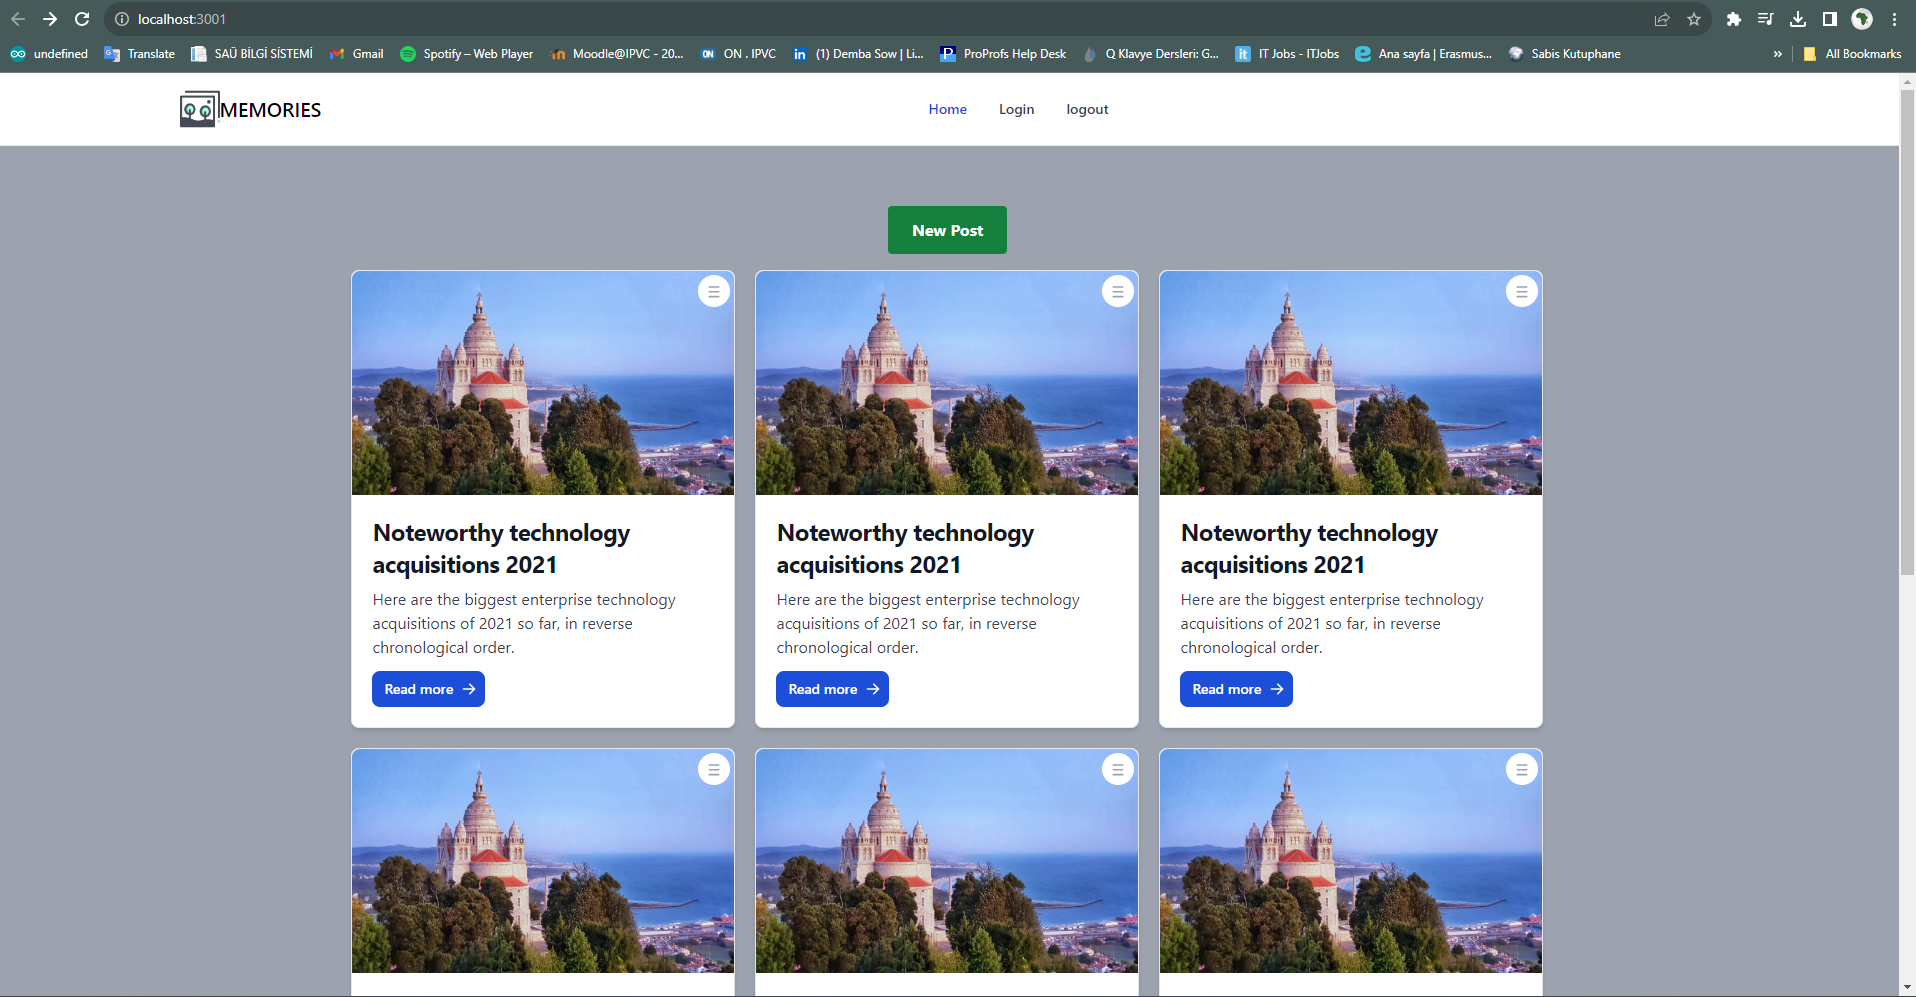 localhost:3001
undefined Translate SAÜ BİLGİ SİSTEMİ Gmail Spotify – Web Player Moodle@IPVC - 20... ON . IPVC (1) Demba Sow | Li... ProProfs Help Desk Q Klavye Dersleri: G... IT Jobs - ITJobs Ana sayfa | Erasmus... Sabis Kutuphane » All Bookmarks
MEMORIES Home Login logout
New Post
Noteworthy technology
acquisitions 2021
Here are the biggest enterprise technology
acquisitions of 2021 so far, in reverse
chronological order.
Read more
Noteworthy technology
acquisitions 2021
Here are the biggest enterprise technology
acquisitions of 2021 so far, in reverse
chronological order.
Read more
Noteworthy technology
acquisitions 2021
Here are the biggest enterprise technology
acquisitions of 2021 so far, in reverse
chronological order.
Read more